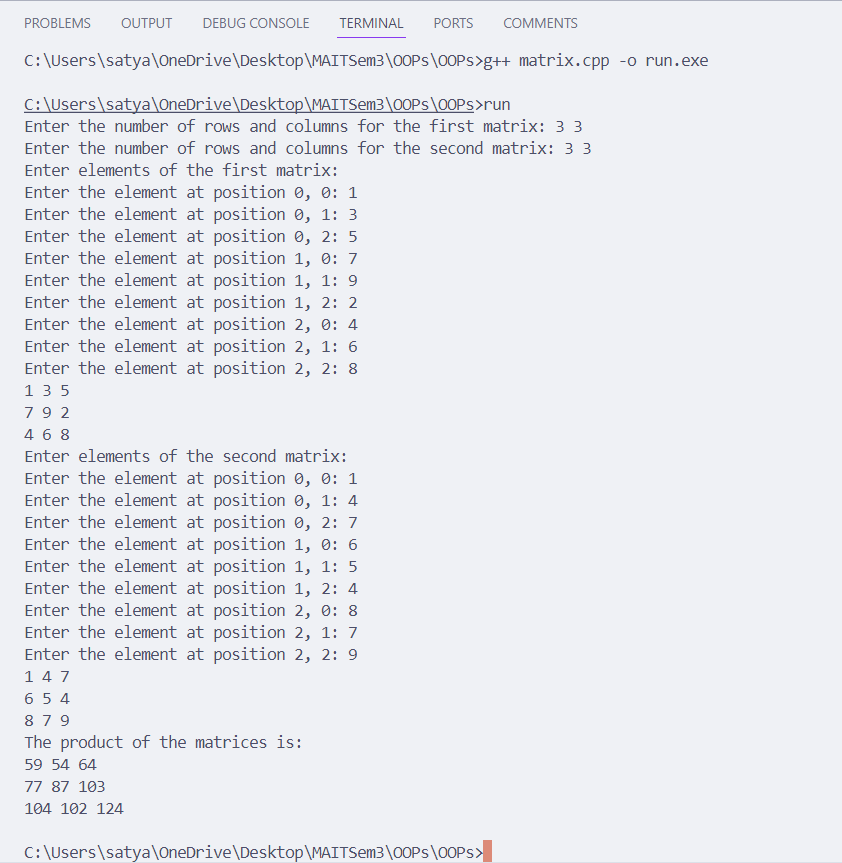 PROBLEMS OUTPUT DEBUG CONSOLE TERMINAL PORTS COMMENTS
C:\Users\satya\OneDrive\Desktop\MAITSem3\OOPs\OOPs>g++ matrix.cpp -o run.exe
C:\Users\satya\OneDrive\Desktop\MAITSem3\OOPs\OOPs>run
Enter the number of rows and columns for the first matrix: 3 3
Enter the number of rows and columns for the second matrix: 3 3
Enter elements of the first matrix:
Enter the element at position 0, 0: 1
Enter the element at position 0, 1: 3
Enter the element at position 0, 2: 5
Enter the element at position 1, 0: 7
Enter the element at position 1, 1: 9
Enter the element at position 1, 2: 2
Enter the element at position 2, 0: 4
Enter the element at position 2, 1: 6
Enter the element at position 2, 2: 8
1 3 5
7 9 2
4 6 8
Enter elements of the second matrix:
Enter the element at position 0, 0: 1
Enter the element at position 0, 1: 4
Enter the element at position 0, 2: 7
Enter the element at position 1, 0: 6
Enter the element at position 1, 1: 5
Enter the element at position 1, 2: 4
Enter the element at position 2, 0: 8
Enter the element at position 2, 1: 7
Enter the element at position 2, 2: 9
1 4 7
6 5 4
8 7 9
The product of the matrices is:
59 54 64
77 87 103
104 102 124
C:\Users\satya\OneDrive\Desktop\MAITSem3\OOPs\OOPs>